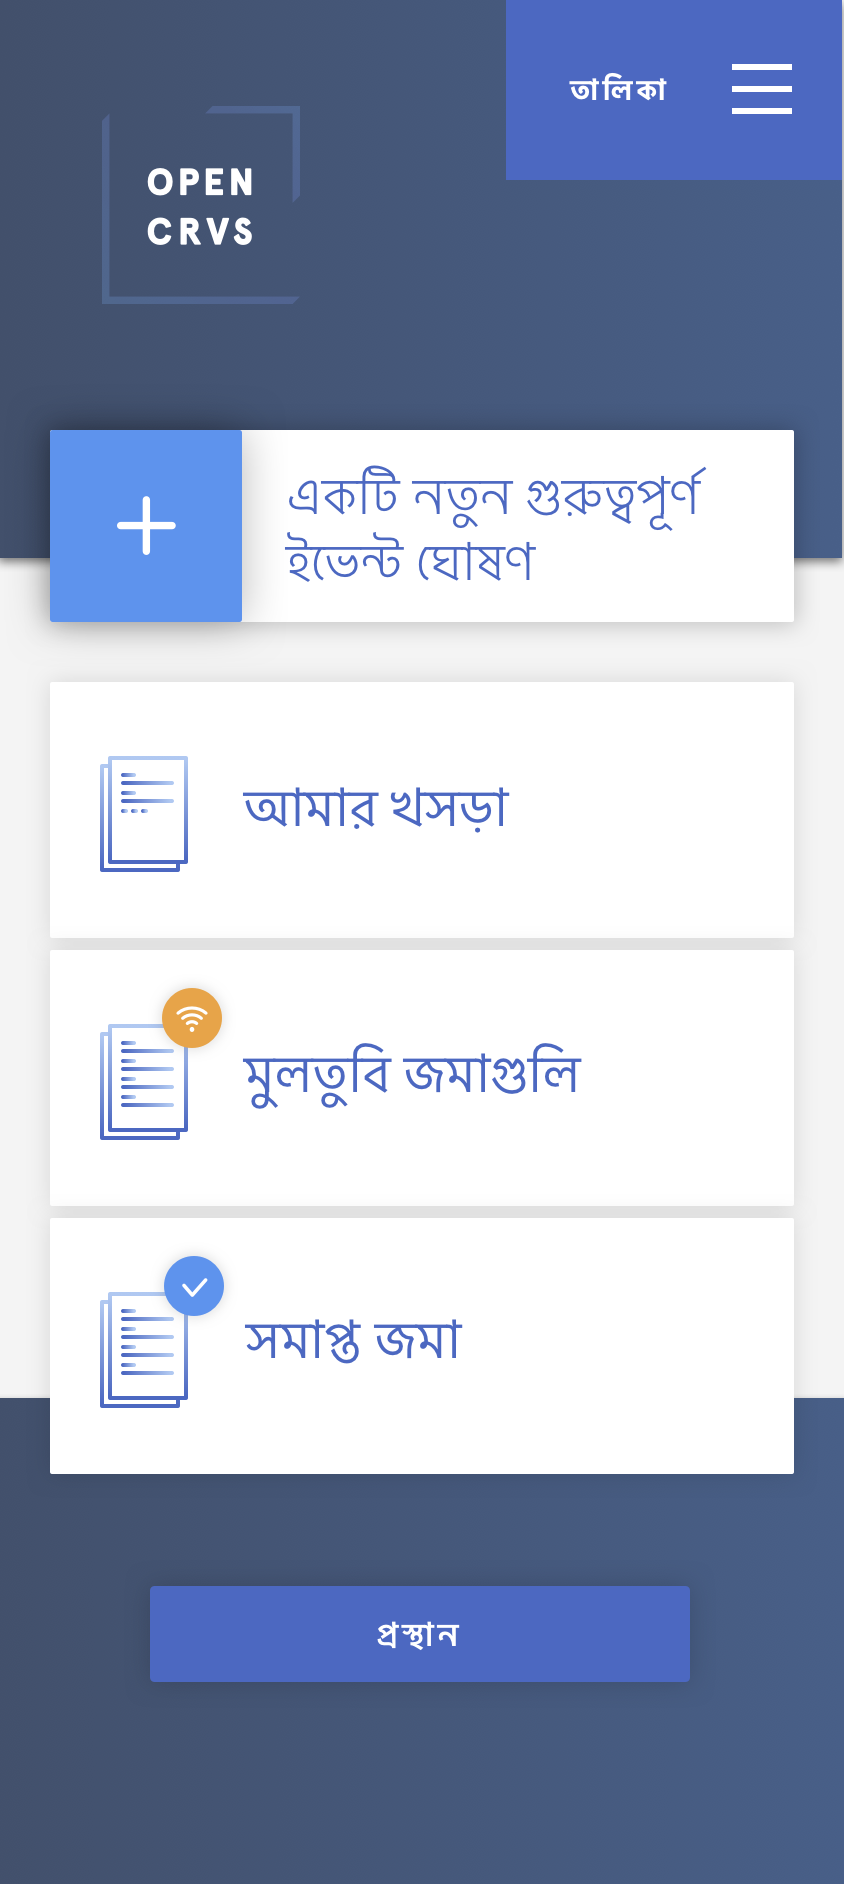 তালিকা
OPEN
CRVS
একটি নতুন গুরুত্বপূর্ণ
ইভেন্ট ঘোষণ
আমার খসড়া
মুলতুবি জমাগুলি
সমাপ্ত জমা
প্রস্থান